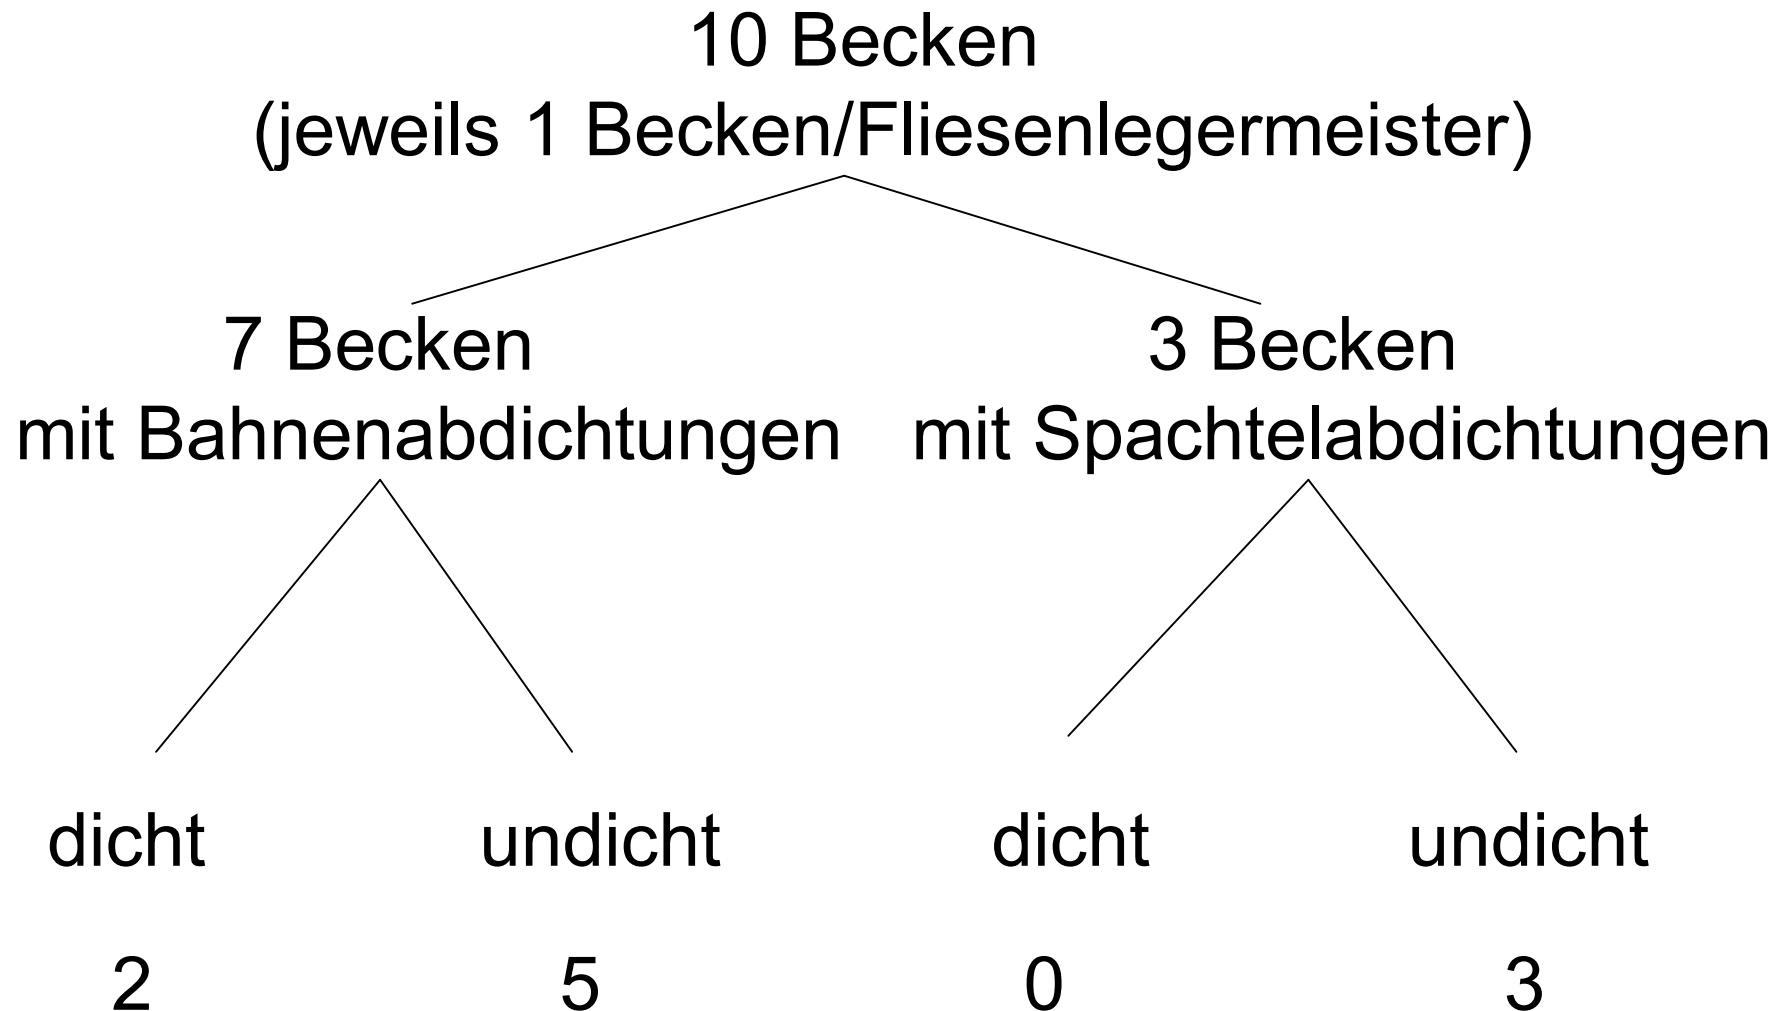 10 Becken
(jeweils 1 Becken/Fliesenlegermeister)
7 Becken
mit Bahnenabdichtungen
3 Becken
mit Spachtelabdichtungen
dicht
undicht
dicht
undicht
2
5
0
3